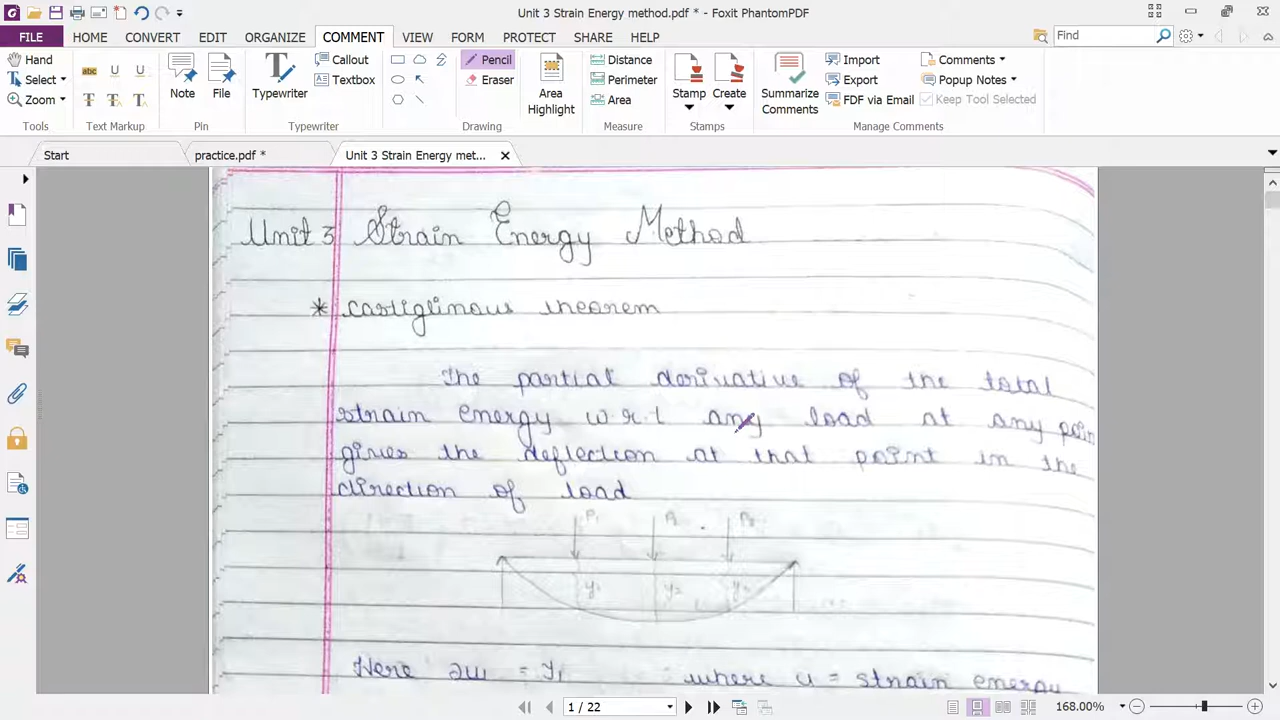 Unit 3 Strain Energy method.pdf * - Foxit PhantomPDF
FILE HOME CONVERT EDIT ORGANIZE COMMENT VIEW FORM PROTECT SHARE HELP Find
Hand
Select
Zoom
Tools
Text Markup
Note
File
Pin
Typewriter
Callout
Textbox
Typewriter
Pencil
Eraser
Area Highlight
Drawing
Distance
Perimeter
Area
Measure
Stamp
Create
Stamps
Summarize Comments
Import
Export
FDF via Email
Comments
Popup Notes
Keep Tool Selected
Manage Comments
Start practice.pdf * Unit 3 Strain Energy met...
Unit 3 Strain Energy Method
* castiglinous theorem
The partial derivative of the total
strain energy w.r.t any load at any poin
gives the deflection at that point in the
direction of load
P1
y2
Here = y1 where u = strain energy
1 / 22
168.00%